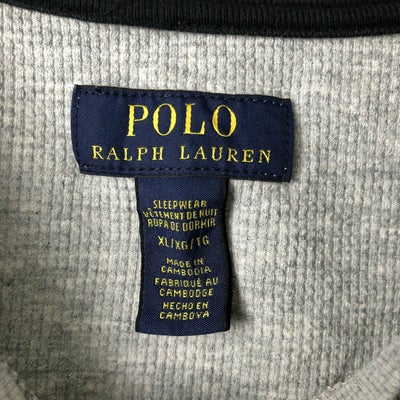 POLO
RALPH LAUREN
SLEEPWEAR
VÊTEMENT DE NUIT
ROPA DE DORMIR
XL/XG/TG
MADE IN
CAMBODIA
FABRIQUÉ AU
CAMBODGE
HECHO EN
CAMBOYA